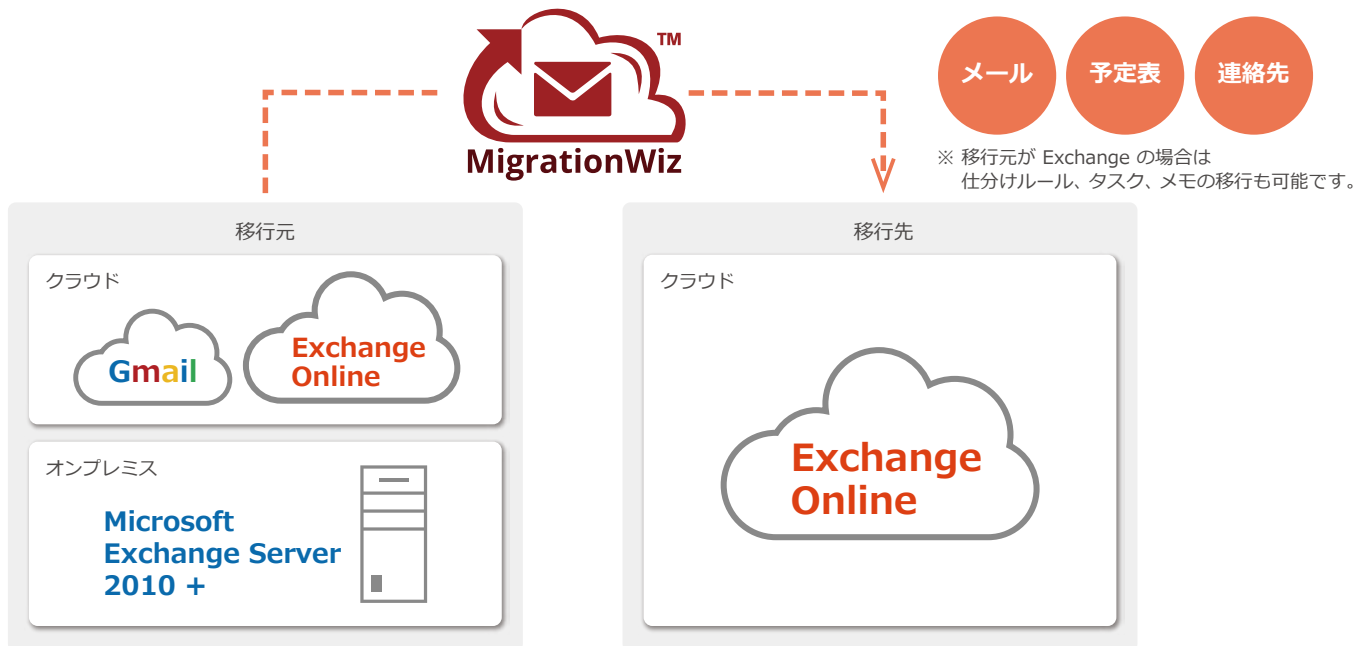 TM
MigrationWiz
メール
予定表
連絡先
※ 移行元が Exchange の場合は
仕分けルール、タスク、メモの移行も可能です。
移行元
クラウド
Gmail
Exchange
Online
オンプレミス
Microsoft
Exchange Server
2010 +
移行先
クラウド
Exchange
Online